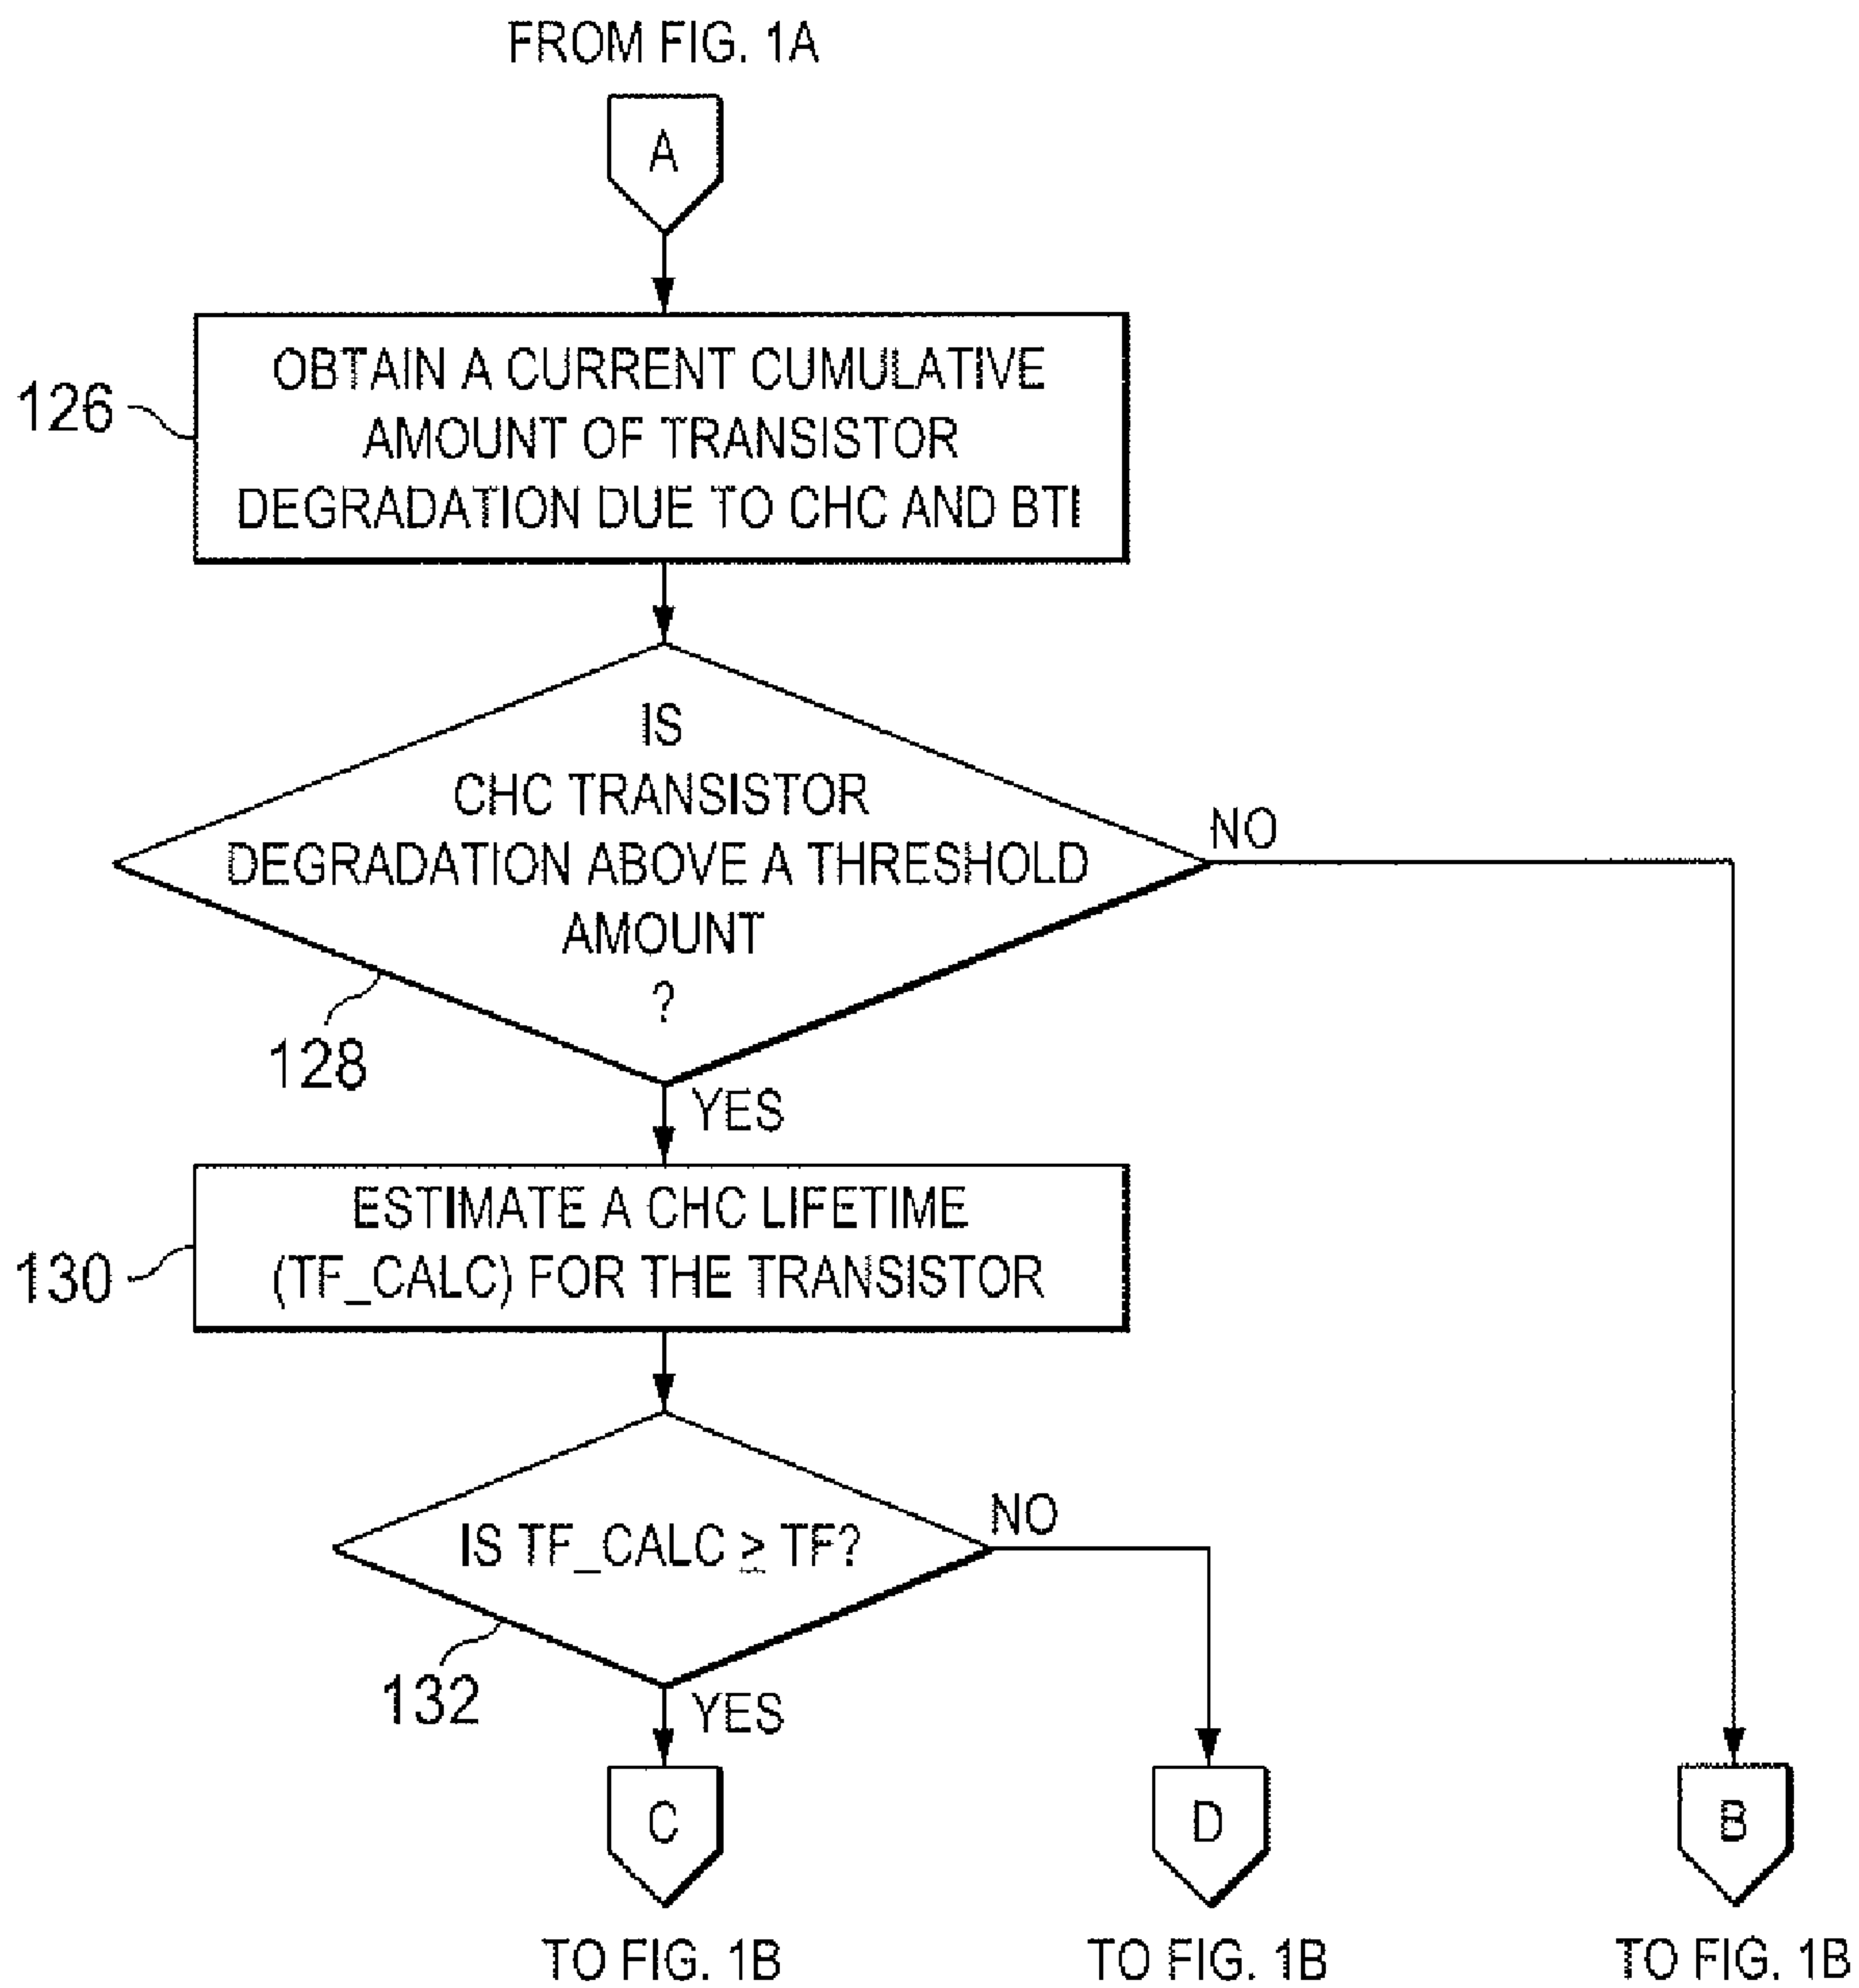 FROM FIG. 1A
A
126
OBTAIN A CURRENT CUMULATIVE
AMOUNT OF TRANSISTOR
DEGRADATION DUE TO CHC AND BTI
IS
CHC TRANSISTOR
DEGRADATION ABOVE A THRESHOLD
AMOUNT
?
NO
128
YES
130
ESTIMATE A CHC LIFETIME
(TF_CALC) FOR THE TRANSISTOR
IS TF_CALC ≥ TF?
NO
132
YES
C
D
B
TO FIG. 1B
TO FIG. 1B
TO FIG. 1B